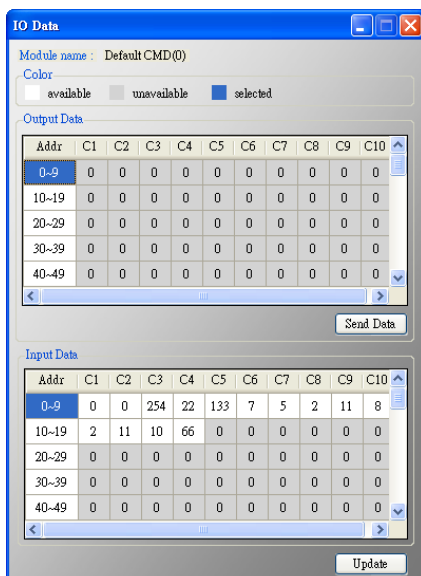 IO Data
Module name : Default CMD(0)
Color
available unavailable selected
Output Data
Addr C1 C2 C3 C4 C5 C6 C7 C8 C9 C10
0~9 0 0 0 0 0 0 0 0 0 0
10~19 0 0 0 0 0 0 0 0 0 0
20~29 0 0 0 0 0 0 0 0 0 0
30~39 0 0 0 0 0 0 0 0 0 0
40~49 0 0 0 0 0 0 0 0 0 0
Send Data
Input Data
Addr C1 C2 C3 C4 C5 C6 C7 C8 C9 C10
0~9 0 0 254 22 133 7 5 2 11 8
10~19 2 11 10 66 0 0 0 0 0 0
20~29 0 0 0 0 0 0 0 0 0 0
30~39 0 0 0 0 0 0 0 0 0 0
40~49 0 0 0 0 0 0 0 0 0 0
Update